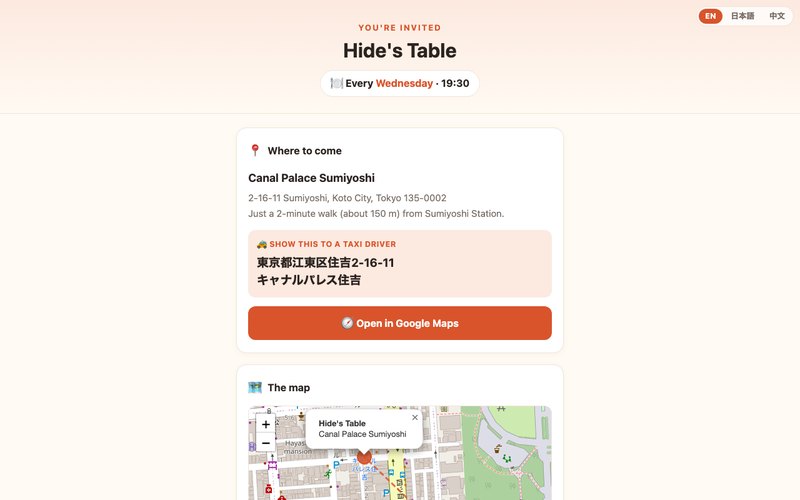 EN 日本語 中文
YOU'RE INVITED
Hide's Table
Every Wednesday · 19:30
Where to come
Canal Palace Sumiyoshi
2-16-11 Sumiyoshi, Koto City, Tokyo 135-0002
Just a 2-minute walk (about 150 m) from Sumiyoshi Station.
SHOW THIS TO A TAXI DRIVER
東京都江東区住吉2-16-11
キャナルパレス住吉
Open in Google Maps
The map
+
−
Hide's Table
Canal Palace Sumiyoshi
×
mansion
P
P